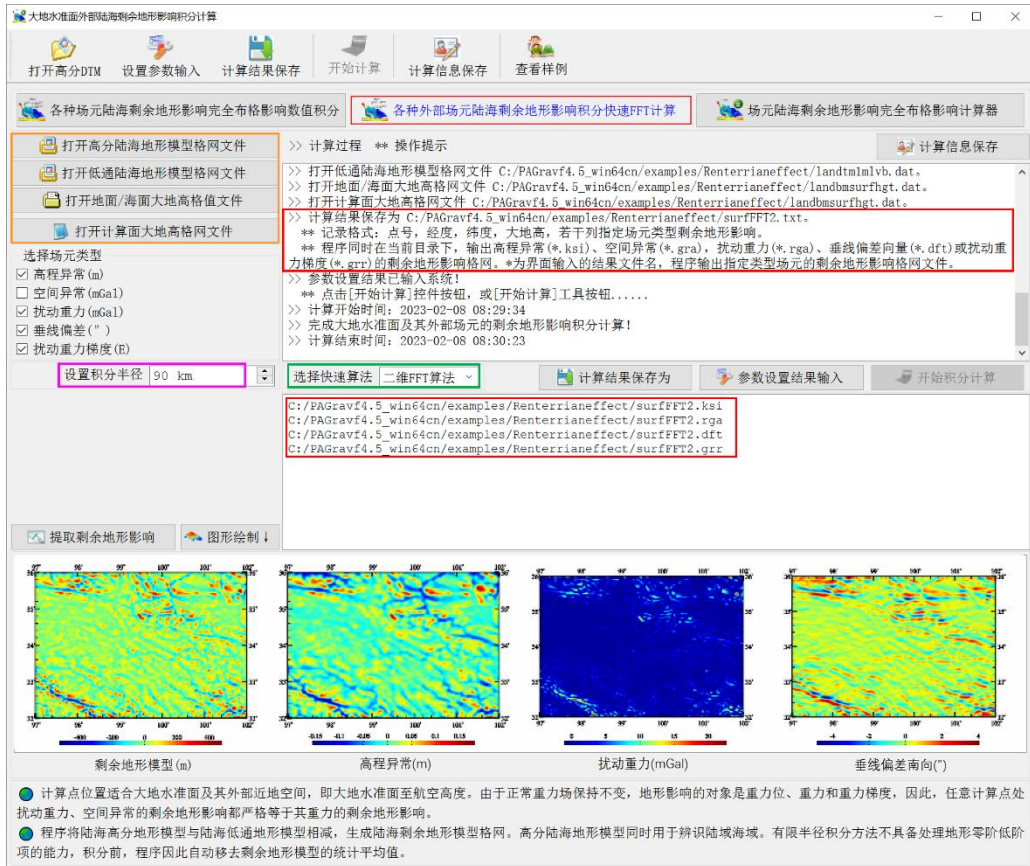 大地水准面外部陆海剩余地形影响积分计算
打开高分DTM 设置参数输入 计算结果保存 开始计算 计算信息保存 查看样例
各种场元陆海剩余地形影响完全布格影响数值积分 各种外部场元陆海剩余地形影响积分快速FFT计算 场元陆海剩余地形影响完全布格影响计算器
打开高分陆海地形模型格网文件
打开低通陆海地形模型格网文件
打开地面/海面大地高格值文件
打开计算面大地高格网文件
选择场元类型
高程异常(m)
空间异常(mGal)
扰动重力(mGal)
垂线偏差(″)
扰动重力梯度(E)
>> 计算过程 ** 操作提示
计算信息保存
>> 打开低通陆海地形模型格网文件 C:/PAGravf4.5_win64cn/examples/Renterrianeffect/landtm1mlvb.dat。
>> 打开地面/海面大地高格网文件 C:/PAGravf4.5_win64cn/examples/Renterrianeffect/landbmsurfhgt.dat。
>> 打开计算面大地高格网文件 C:/PAGravf4.5_win64cn/examples/Renterrianeffect/landbmsurfhgt.dat。
>> 计算结果保存为 C:/PAGravf4.5_win64cn/examples/Renterrianeffect/surfFFT2.txt。
** 记录格式: 点号, 经度, 纬度, 大地高, 若干列指定场元类型剩余地形影响。
** 程序同时在当前目录下, 输出高程异常(*.ksi)、空间异常(*.gra), 扰动重力(*.rga)、垂线偏差向量(*.dft)或扰动重
力梯度(*.grr)的剩余地形影响格网。*为界面输入的结果文件名, 程序输出指定类型场元的剩余地形影响格网文件。
>> 参数设置结果已输入系统!
** 点击[开始计算]控件按钮, 或[开始计算]工具按钮......
>> 计算开始时间: 2023-02-08 08:29:34
>> 完成大地水准面及其外部场元的剩余地形影响积分计算!
>> 计算结束时间: 2023-02-08 08:30:23
设置积分半径 90 km
选择快速算法 二维FFT算法
计算结果保存为 参数设置结果输入 开始积分计算
C:/PAGravf4.5_win64cn/examples/Renterrianeffect/surfFFT2.ksi
C:/PAGravf4.5_win64cn/examples/Renterrianeffect/surfFFT2.rga
C:/PAGravf4.5_win64cn/examples/Renterrianeffect/surfFFT2.dft
C:/PAGravf4.5_win64cn/examples/Renterrianeffect/surfFFT2.grr
提取剩余地形影响 图形绘制↓
剩余地形模型(m) 高程异常(m) 扰动重力(mGal) 垂线偏差南向(″)
计算点位置适合大地水准面及其外部近地空间, 即大地水准面至航空高度。由于正常重力场保持不变, 地形影响的对象是重力位、重力和重力梯度, 因此, 任意计算点处
扰动重力、空间异常的剩余地形影响都严格等于其重力的剩余地形影响。
程序将陆海高分地形模型与陆海低通地形模型相减, 生成陆海剩余地形模型格网。高分陆海地形模型同时用于辨识陆域海域。有限半径积分方法不具备处理地形零阶低阶
项的能力, 积分前, 程序因此自动移去剩余地形模型的统计平均值。